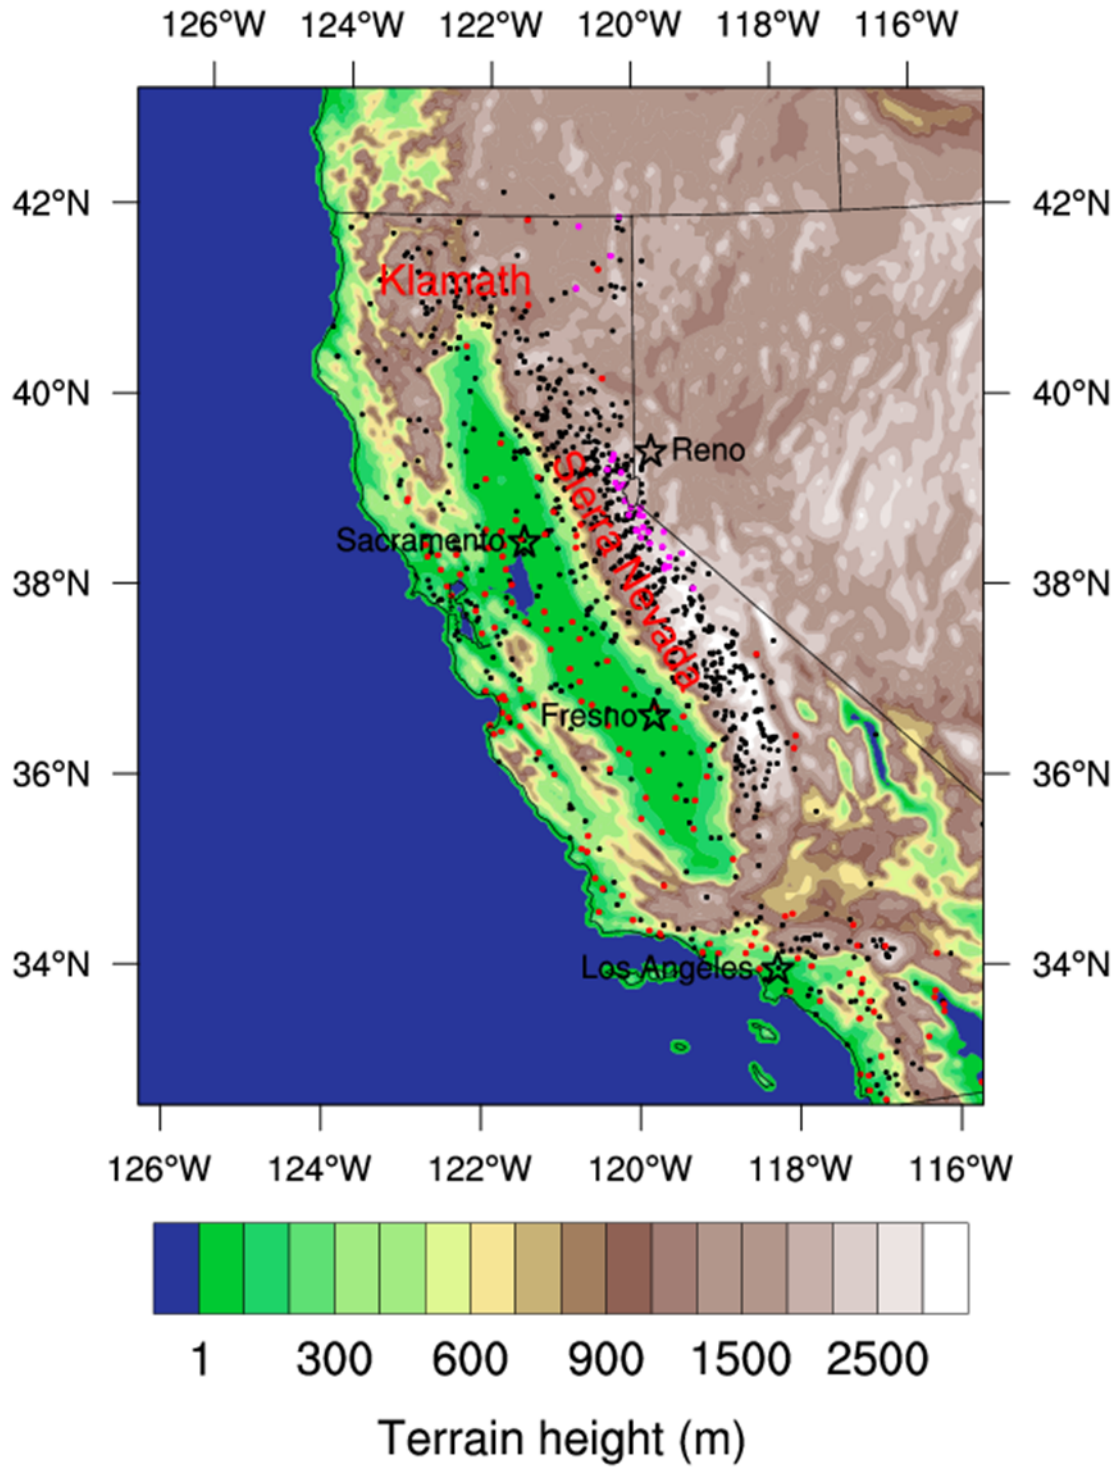 126°W 124°W 122°W 120°W 118°W 116°W
42°N 42°N
Klamath
40°N 40°N
Reno
Sierra Nevada
Sacramento
38°N 38°N
Fresno
36°N 36°N
34°N Los Angeles 34°N
126°W 124°W 122°W 120°W 118°W 116°W
1 300 600 900 1500 2500
Terrain height (m)